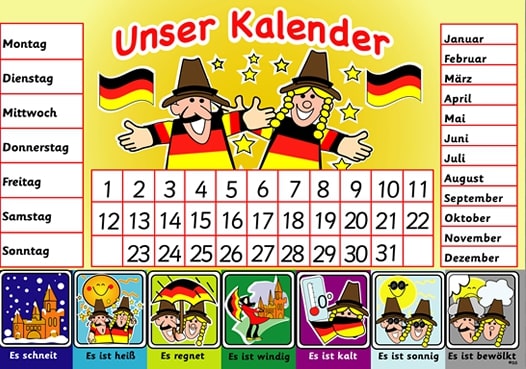 Unser Kalender
Montag
Dienstag
Mittwoch
Donnerstag
Freitag
Samstag
Sonntag
Januar
Februar
März
April
Mai
Juni
Juli
August
September
Oktober
November
Dezember
1 2 3 4 5 6 7 8 9 10 11
12 13 14 15 16 17 18 19 20 21 22
23 24 25 26 27 28 29 30 31
Es schneit
Es ist heiß
Es regnet
Es ist windig
Es ist kalt
Es ist sonnig
Es ist bewölkt